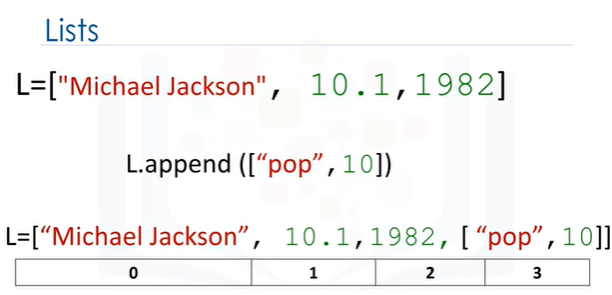 Lists
L=["Michael Jackson", 10.1,1982]
L.append ([“pop”,10])
L=[“Michael Jackson”, 10.1,1982, [“pop”,10]]
0 1 2 3